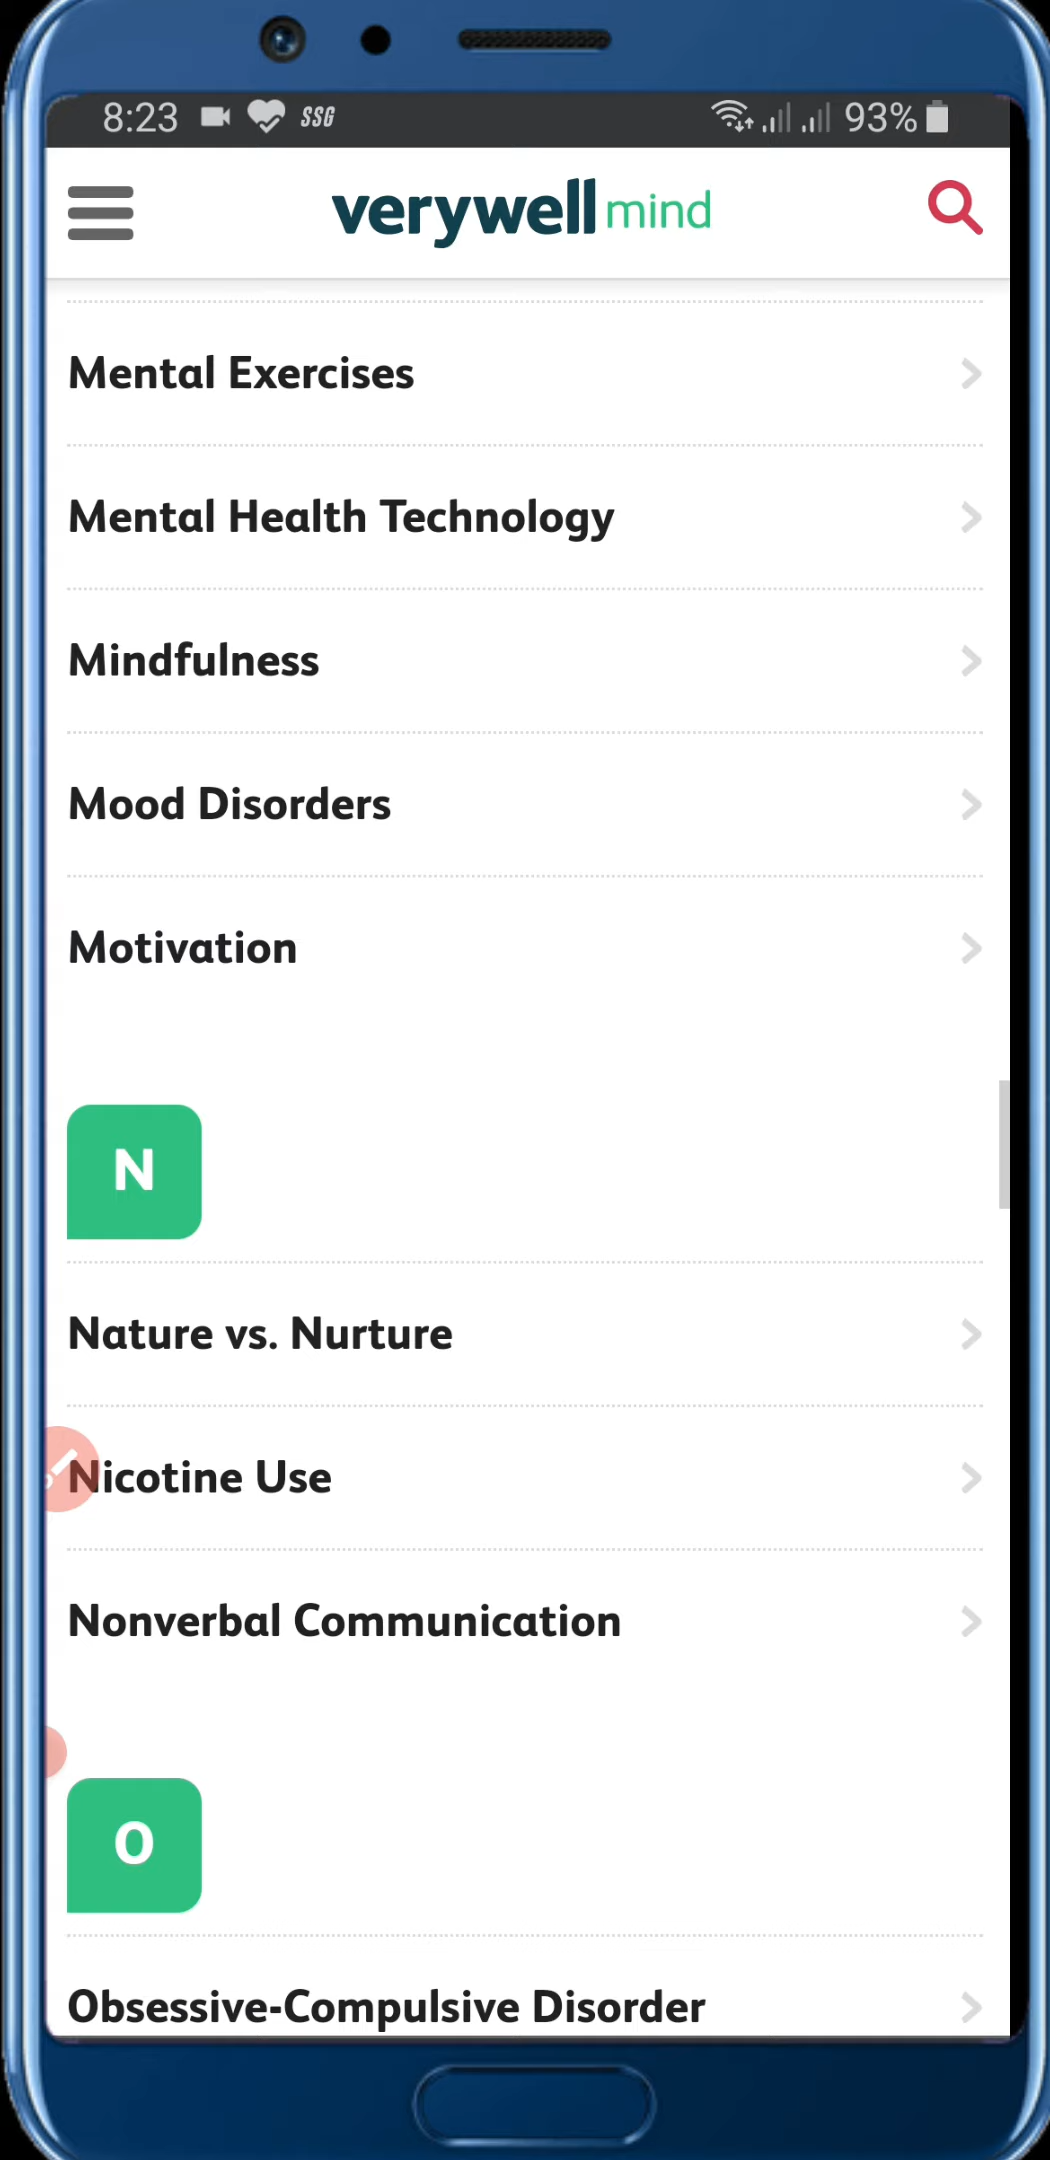 8:23 SSG 93%
verywell mind
Mental Exercises
Mental Health Technology
Mindfulness
Mood Disorders
Motivation
N
Nature vs. Nurture
Nicotine Use
Nonverbal Communication
O
Obsessive-Compulsive Disorder